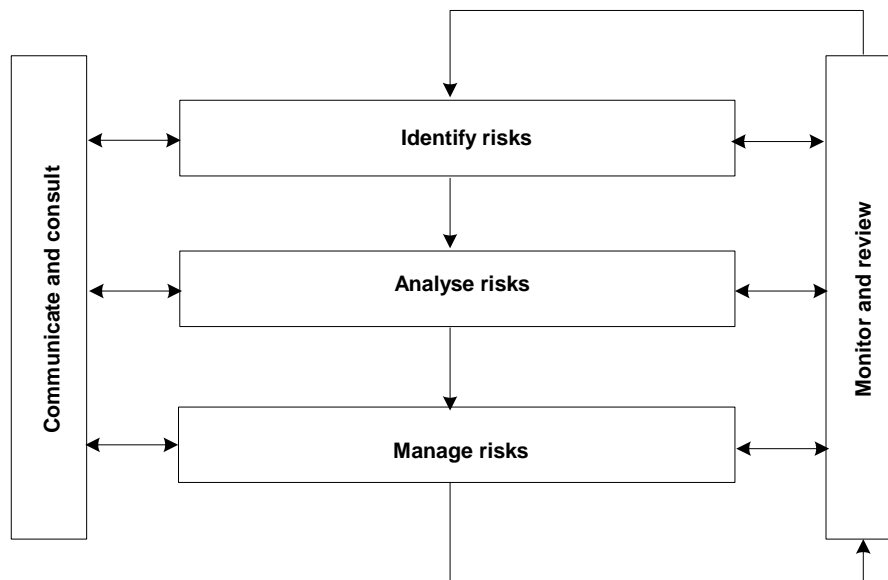 Communicate and consult
Identify risks
Analyse risks
Manage risks
Monitor and review